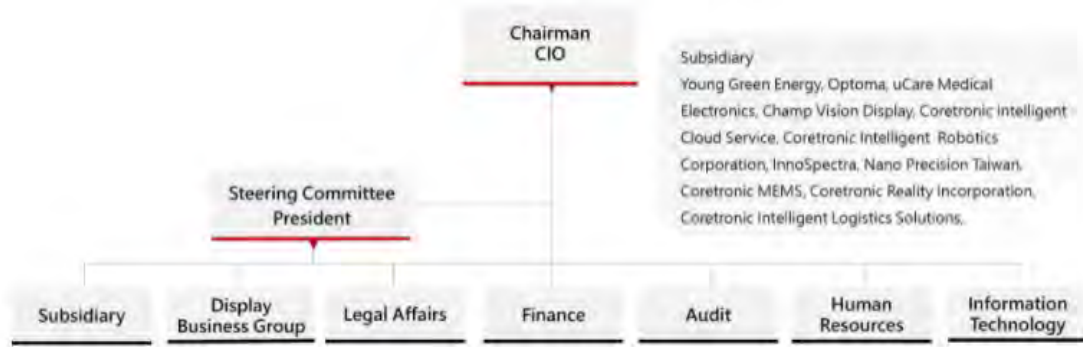 Chairman
CIO
Subsidiary
Young Green Energy, Optoma, uCare Medical
Electronics, Champ Vision Display, Coretronic Intelligent
Cloud Service, Coretronic Intelligent Robotics
Corporation, InnoSpectra, Nano Precision Taiwan,
Coretronic MEMS, Coretronic Reality Incorporation,
Coretronic Intelligent Logistics Solutions,
Steering Committee
President
Subsidiary
Display
Business Group
Legal Affairs
Finance
Audit
Human
Resources
Information
Technology